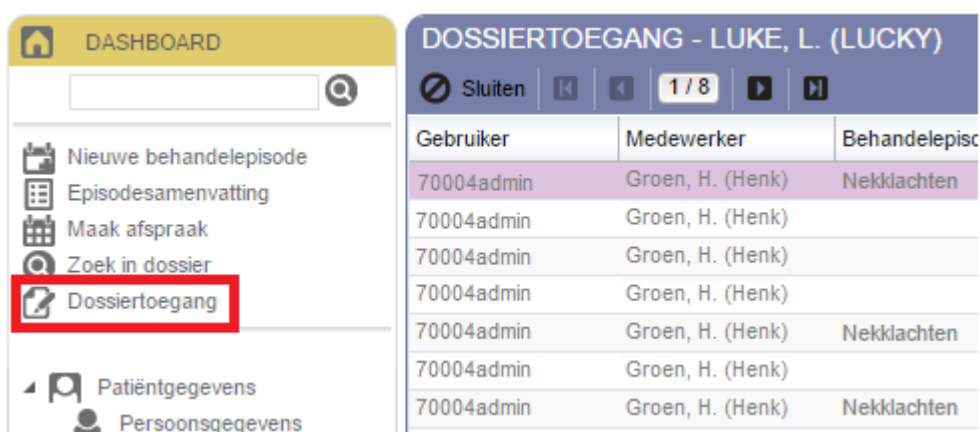 DASHBOARD
Nieuwe behandelepisode
Episodesamenvatting
Maak afspraak
Zoek in dossier
Dossiertoegang
Patiëntgegevens
Persoonsgegevens
DOSSIERTOEGANG - LUKE, L. (LUCKY)
Sluiten 1 / 8
Gebruiker Medewerker Behandelepiso
70004admin Groen, H. (Henk) Nekklachten
70004admin Groen, H. (Henk)
70004admin Groen, H. (Henk)
70004admin Groen, H. (Henk)
70004admin Groen, H. (Henk) Nekklachten
70004admin Groen, H. (Henk)
70004admin Groen, H. (Henk) Nekklachten